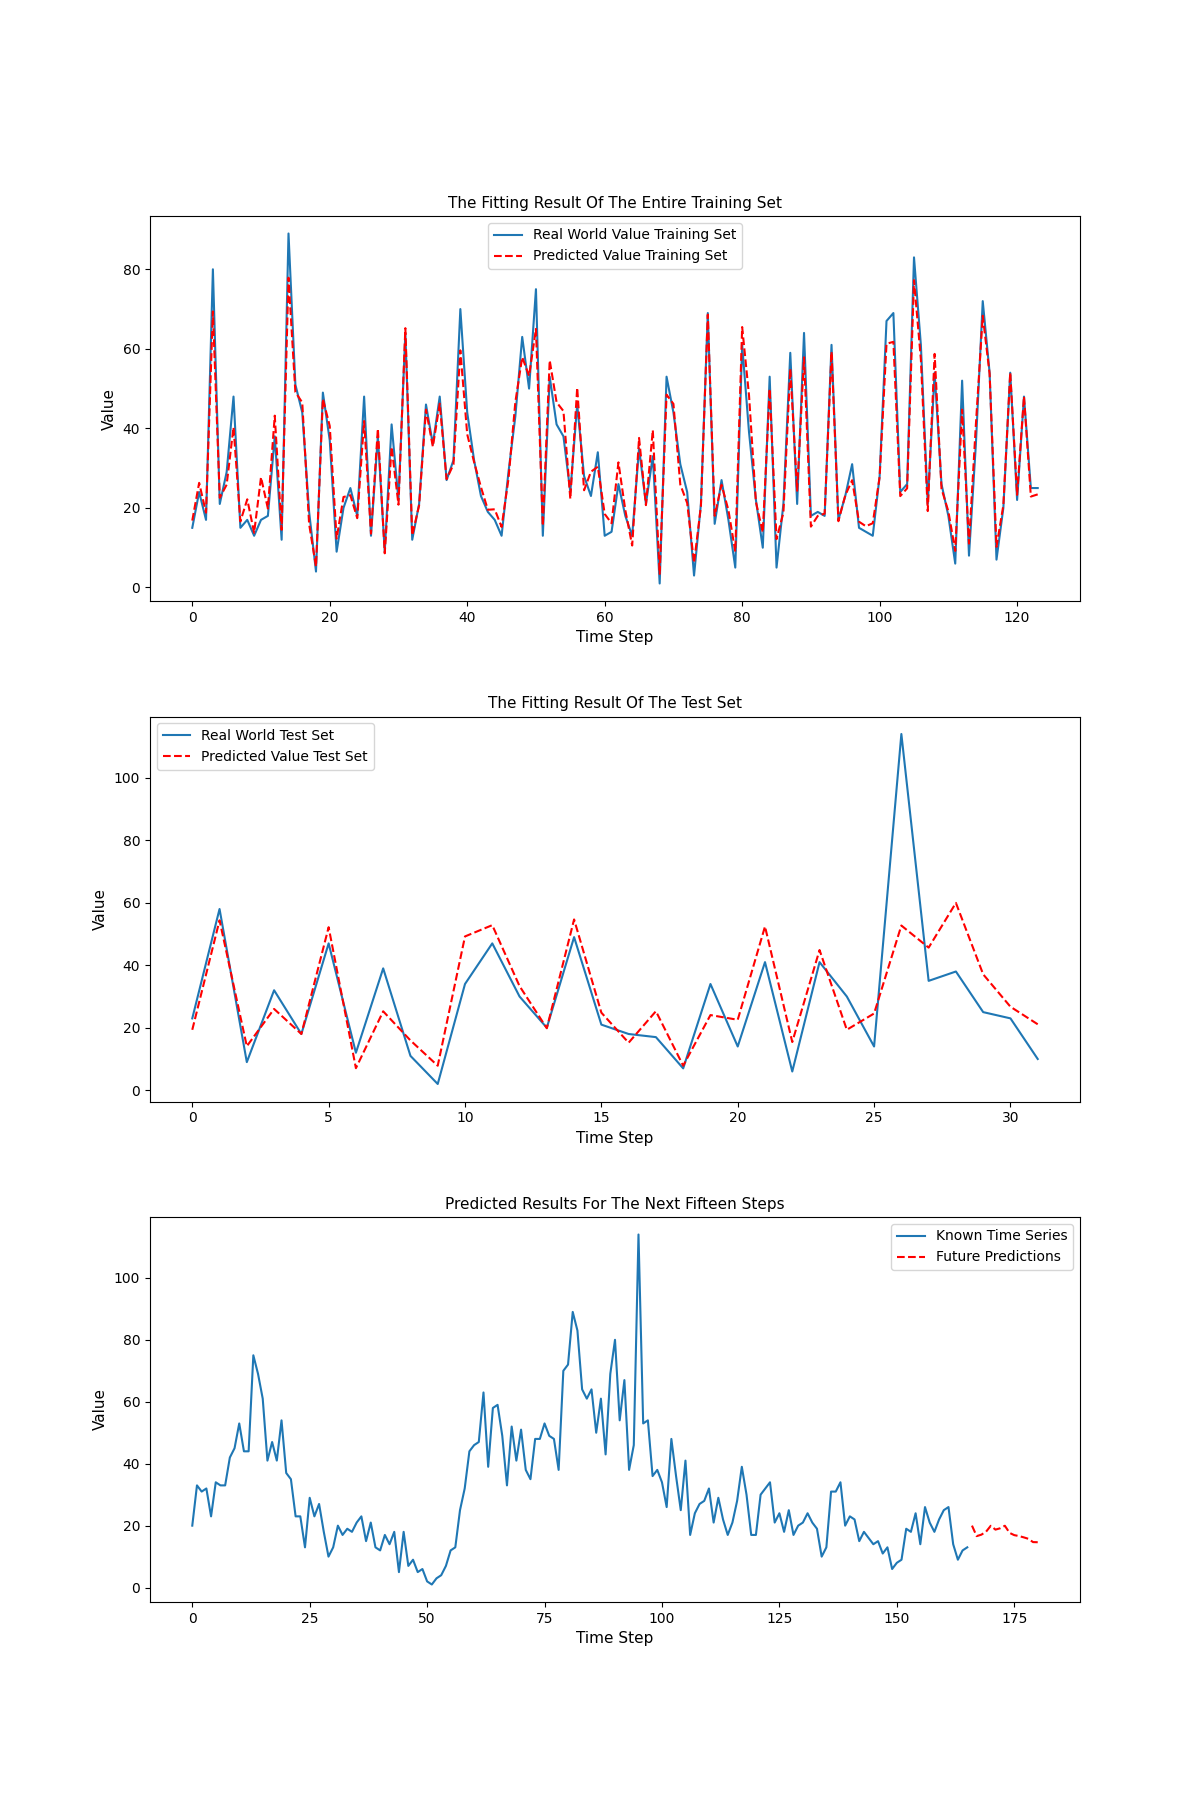 The Fitting Result Of The Entire Training Set
Real World Value Training Set
Predicted Value Training Set
Value
80
60
40
20
0
0 20 40 60 80 100 120
Time Step
The Fitting Result Of The Test Set
Real World Test Set
Predicted Value Test Set
Value
100
80
60
40
20
0
0 5 10 15 20 25 30
Time Step
Predicted Results For The Next Fifteen Steps
Known Time Series
Future Predictions
Value
100
80
60
40
20
0
0 25 50 75 100 125 150 175
Time Step